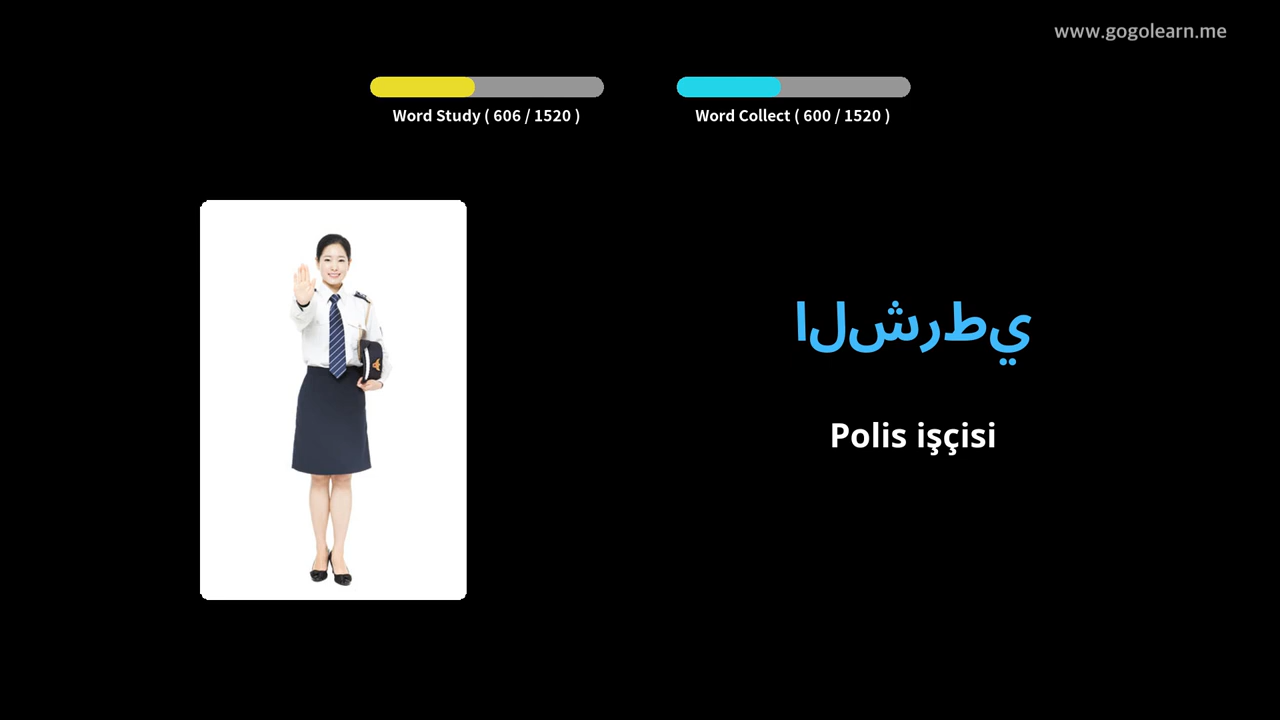 www.gogolearn.me
Word Study ( 606 / 1520 )
Word Collect ( 600 / 1520 )
الشرطي
Polis işçisi